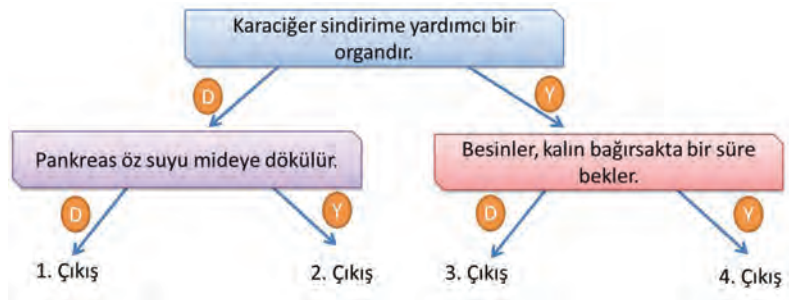 Karaciğer sindirime yardımcı bir
organdır.
D
Y
Pankreas öz suyu mideye dökülür.
Besinler, kalın bağırsakta bir süre
bekler.
D
Y
D
Y
1. Çıkış
2. Çıkış
3. Çıkış
4. Çıkış